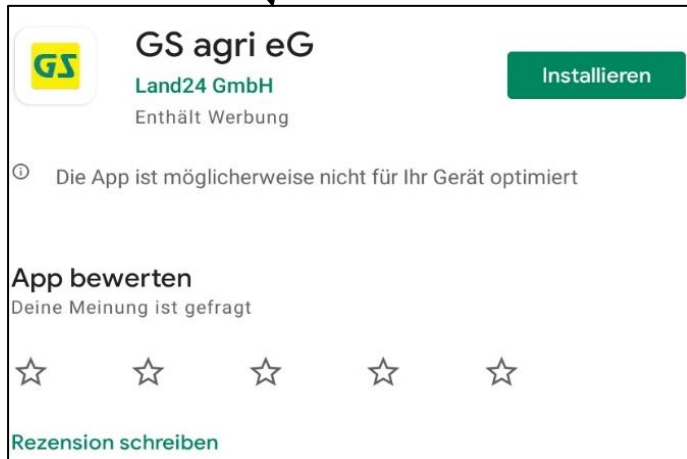 GS
GS agri eG
Land24 GmbH
Enthält Werbung
Installieren
Die App ist möglicherweise nicht für Ihr Gerät optimiert
App bewerten
Deine Meinung ist gefragt
Rezension schreiben